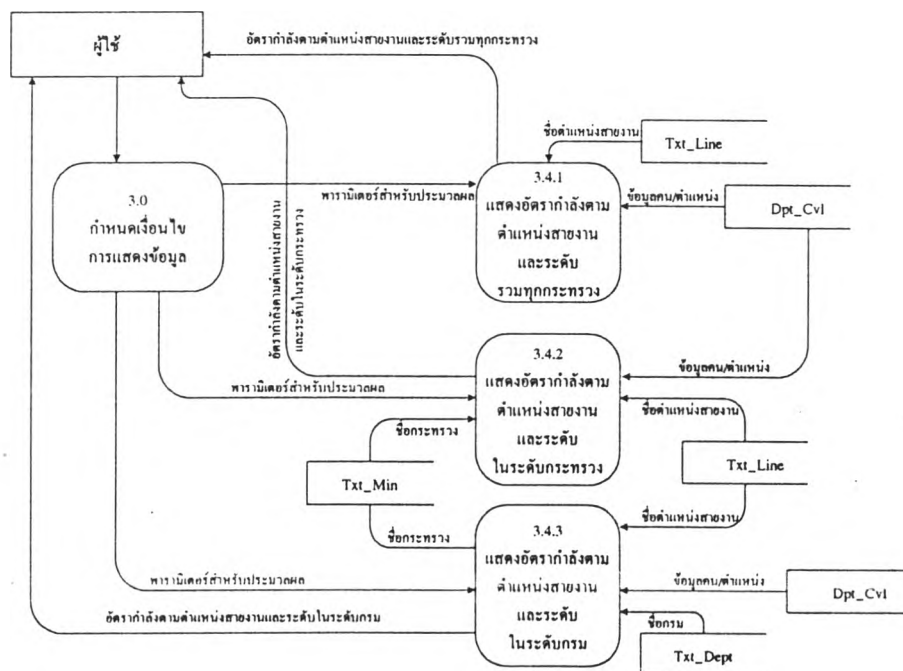 อัตรากำลังตามตำแหน่งสายงานและระดับรวมทุกกระทรวง
ผู้ใช้
ชื่อตำแหน่งสายงาน
Txt_Line
3.0
กำหนดเงื่อนไข
การแสดงข้อมูล
พารามิเตอร์สำหรับประมวลผล
3.4.1
แสดงอัตรากำลังตาม
ตำแหน่งสายงาน
และระดับ
รวมทุกกระทรวง
ข้อมูลคน/ตำแหน่ง
Dpt_Cvl
อัตรากำลังตามตำแหน่งสายงาน
และระดับในระดับกระทรวง
3.4.2
แสดงอัตรากำลังตาม
ตำแหน่งสายงาน
และระดับ
ในระดับกระทรวง
ข้อมูลคน/ตำแหน่ง
พารามิเตอร์สำหรับประมวลผล
ชื่อตำแหน่งสายงาน
ชื่อกระทรวง
Txt_Line
Txt_Min
ชื่อตำแหน่งสายงาน
ชื่อกระทรวง
3.4.3
แสดงอัตรากำลังตาม
ตำแหน่งสายงาน
และระดับ
ในระดับกรม
พารามิเตอร์สำหรับประมวลผล
ข้อมูลคน/ตำแหน่ง
Dpt_Cvl
อัตรากำลังตามตำแหน่งสายงานและระดับในระดับกรม
ชื่อกรม
Txt_Dept